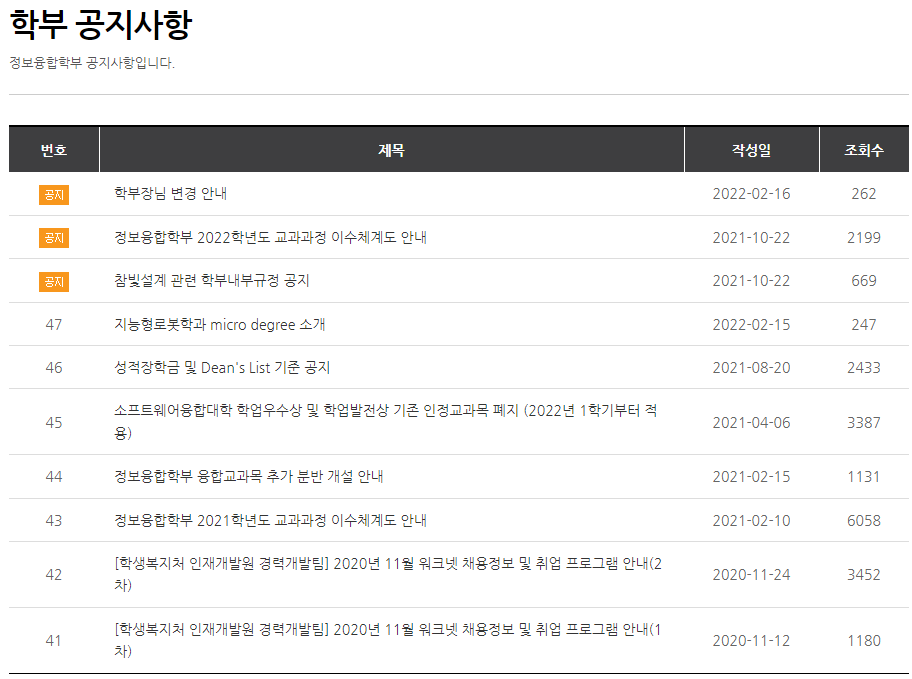 학부 공지사항
정보융합학부 공지사항입니다.
번호 제목 작성일 조회수
공지 학부장님 변경 안내 2022-02-16 262
공지 정보융합학부 2022학년도 교과과정 이수체계도 안내 2021-10-22 2199
공지 참빛설계 관련 학부내부규정 공지 2021-10-22 669
47 지능형로봇학과 micro degree 소개 2022-02-15 247
46 성적장학금 및 Dean's List 기준 공지 2021-08-20 2433
45 소프트웨어융합대학 학업우수상 및 학업발전상 기존 인정교과목 폐지 (2022년 1학기부터 적
용) 2021-04-06 3387
44 정보융합학부 융합교과목 추가 분반 개설 안내 2021-02-15 1131
43 정보융합학부 2021학년도 교과과정 이수체계도 안내 2021-02-10 6058
42 [학생복지처 인재개발원 경력개발팀] 2020년 11월 워크넷 채용정보 및 취업 프로그램 안내(2
차) 2020-11-24 3452
41 [학생복지처 인재개발원 경력개발팀] 2020년 11월 워크넷 채용정보 및 취업 프로그램 안내(1
차) 2020-11-12 1180